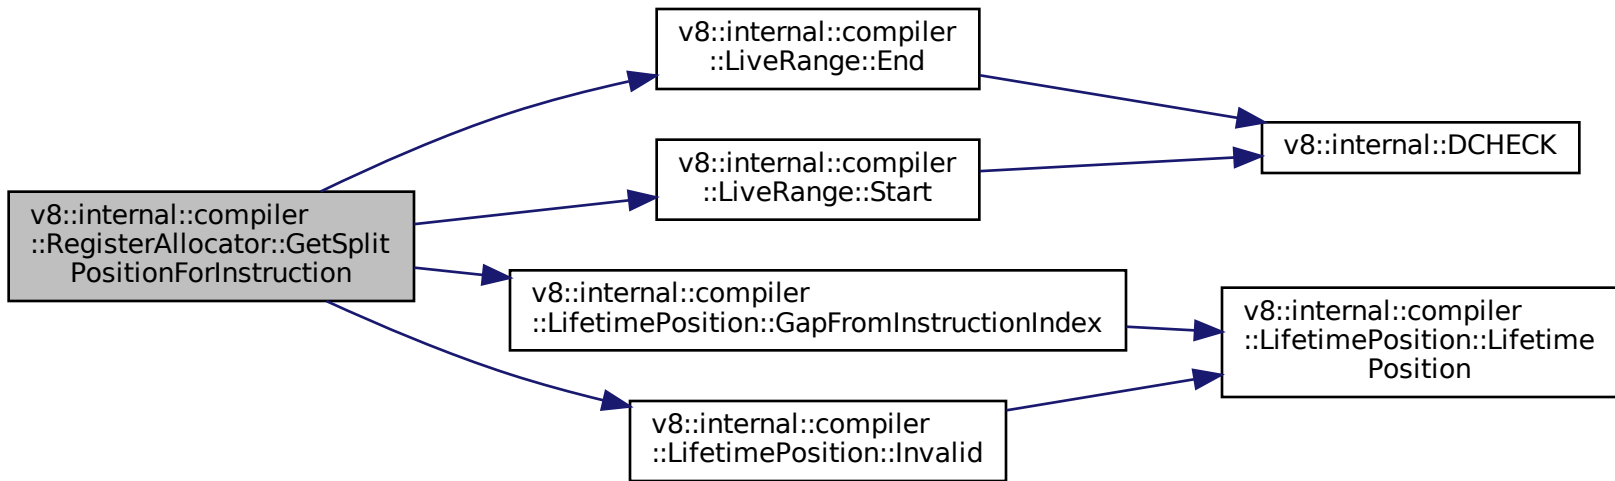 v8::internal::compiler
::RegisterAllocator::GetSplit
PositionForInstruction
v8::internal::compiler
::LiveRange::End
v8::internal::compiler
::LiveRange::Start
v8::internal::compiler
::LifetimePosition::GapFromInstructionIndex
v8::internal::compiler
::LifetimePosition::Invalid
v8::internal::DCHECK
v8::internal::compiler
::LifetimePosition::Lifetime
Position